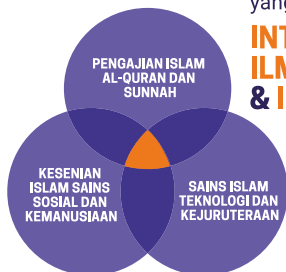 yang
INT
ILM
& I
PENGAJIAN ISLAM
AL-QURAN DAN
SUNNAH
KESENIAN
ISLAM SAINS
SOSIAL DAN
KEMANUSIAAN
SAINS ISLAM
TEKNOLOGI DAN
KEJURUTERAAN